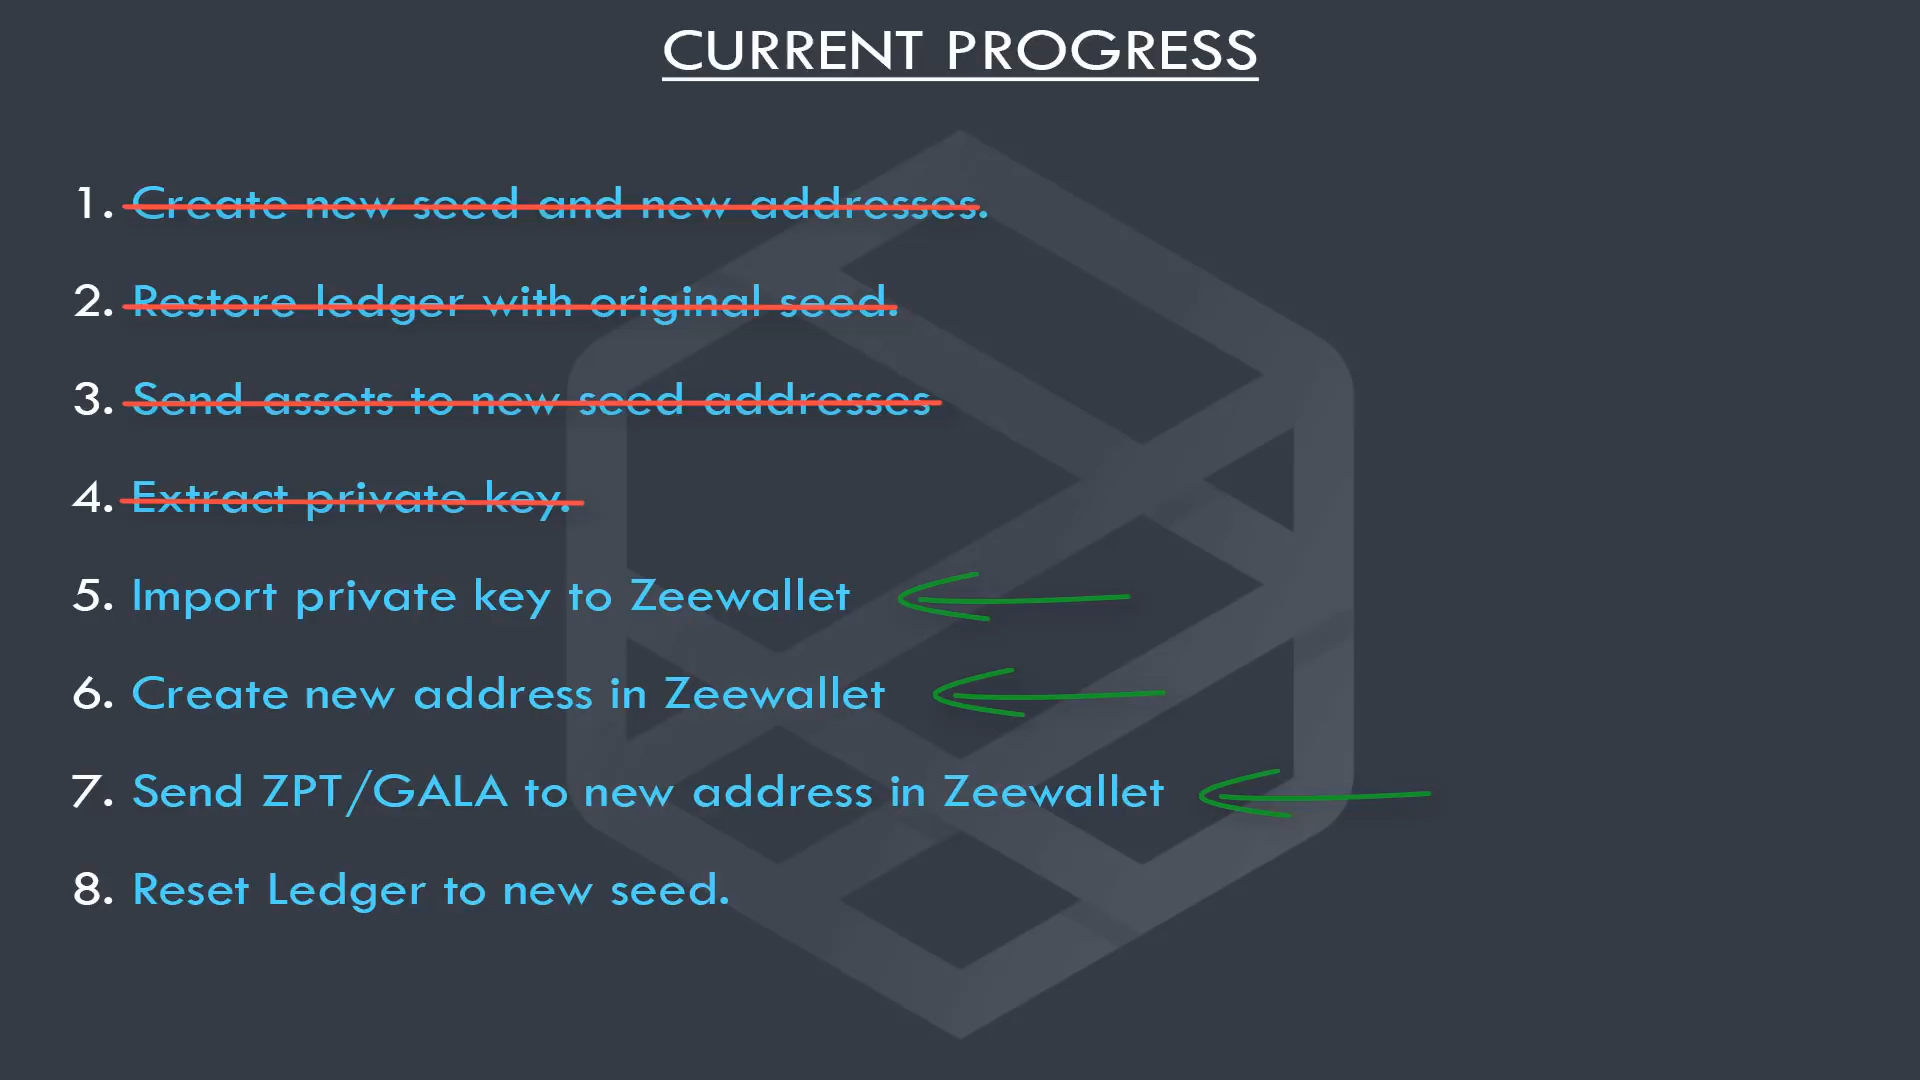 CURRENT PROGRESS
1. Create new seed and new addresses.
2. Restore ledger with original seed.
3. Send assets to new seed addresses
4. Extract private key.
5. Import private key to Zeewallet
6. Create new address in Zeewallet
7. Send ZPT/GALA to new address in Zeewallet
8. Reset Ledger to new seed.